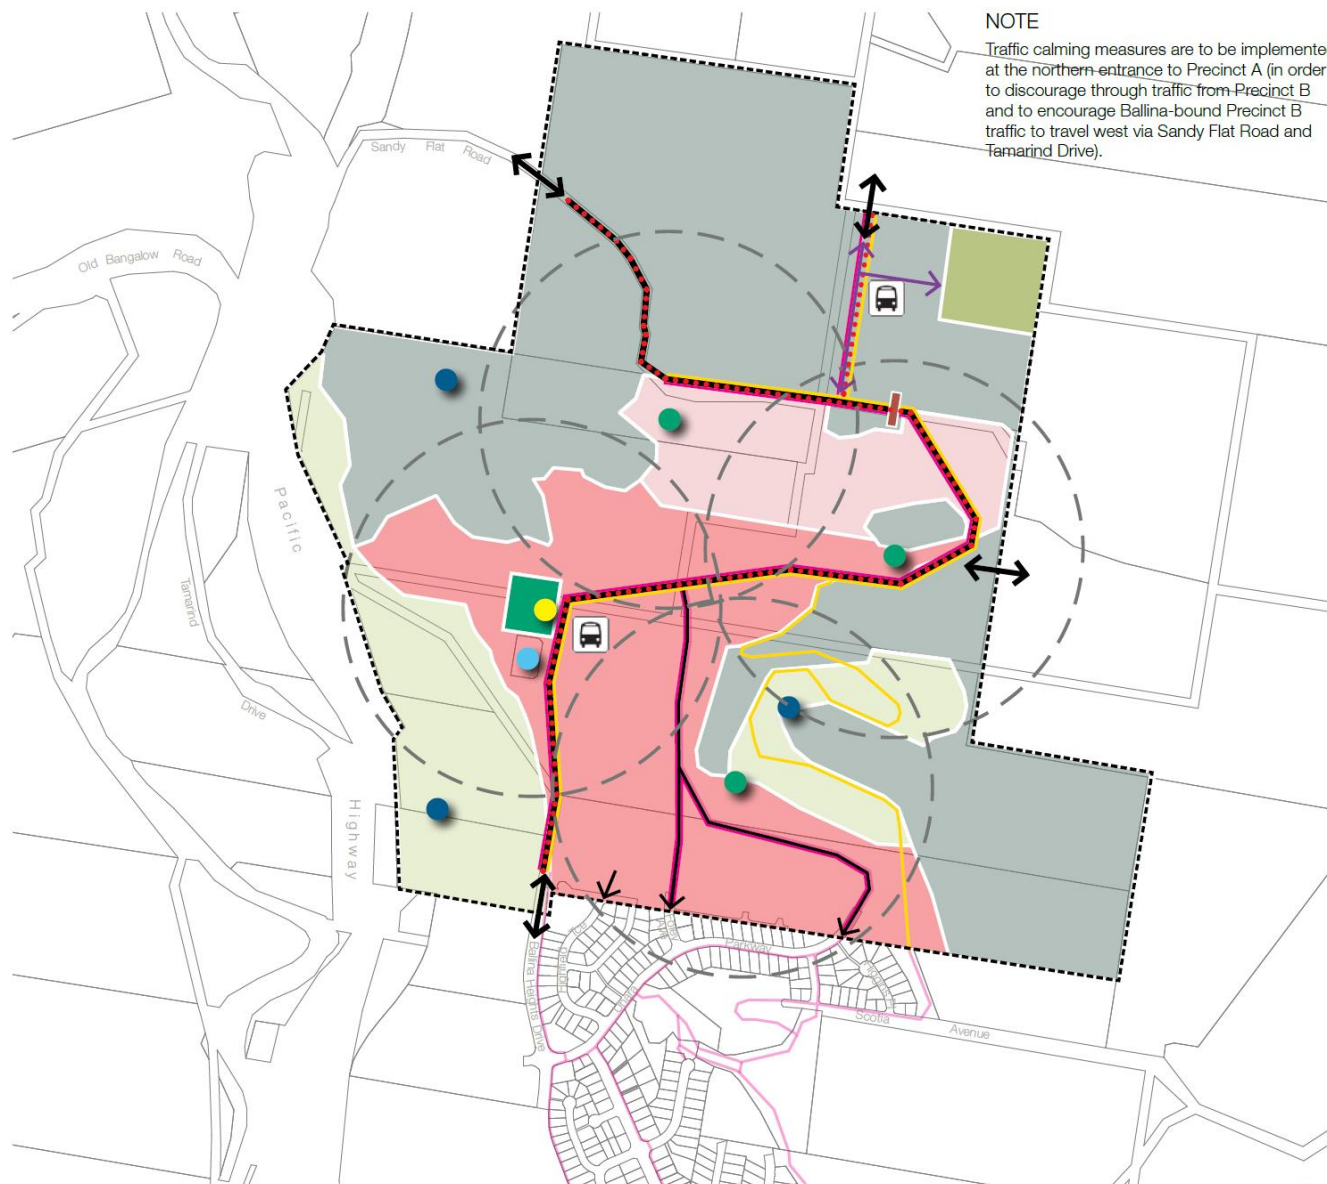 NOTE
Traffic calming measures are to be implemente
at the northern entrance to Precinct A (in order
to discourage through traffic from Precinct B
and to encourage Ballina-bound Precinct B
traffic to travel west via Sandy Flat Road and
Tamarind Drive).
Sandy Flat Road
Old Bangalow Road
Pacific
Tamarind
Drive
Highway
Ballina Heights Drive
Parkway
Scotia
Avenue